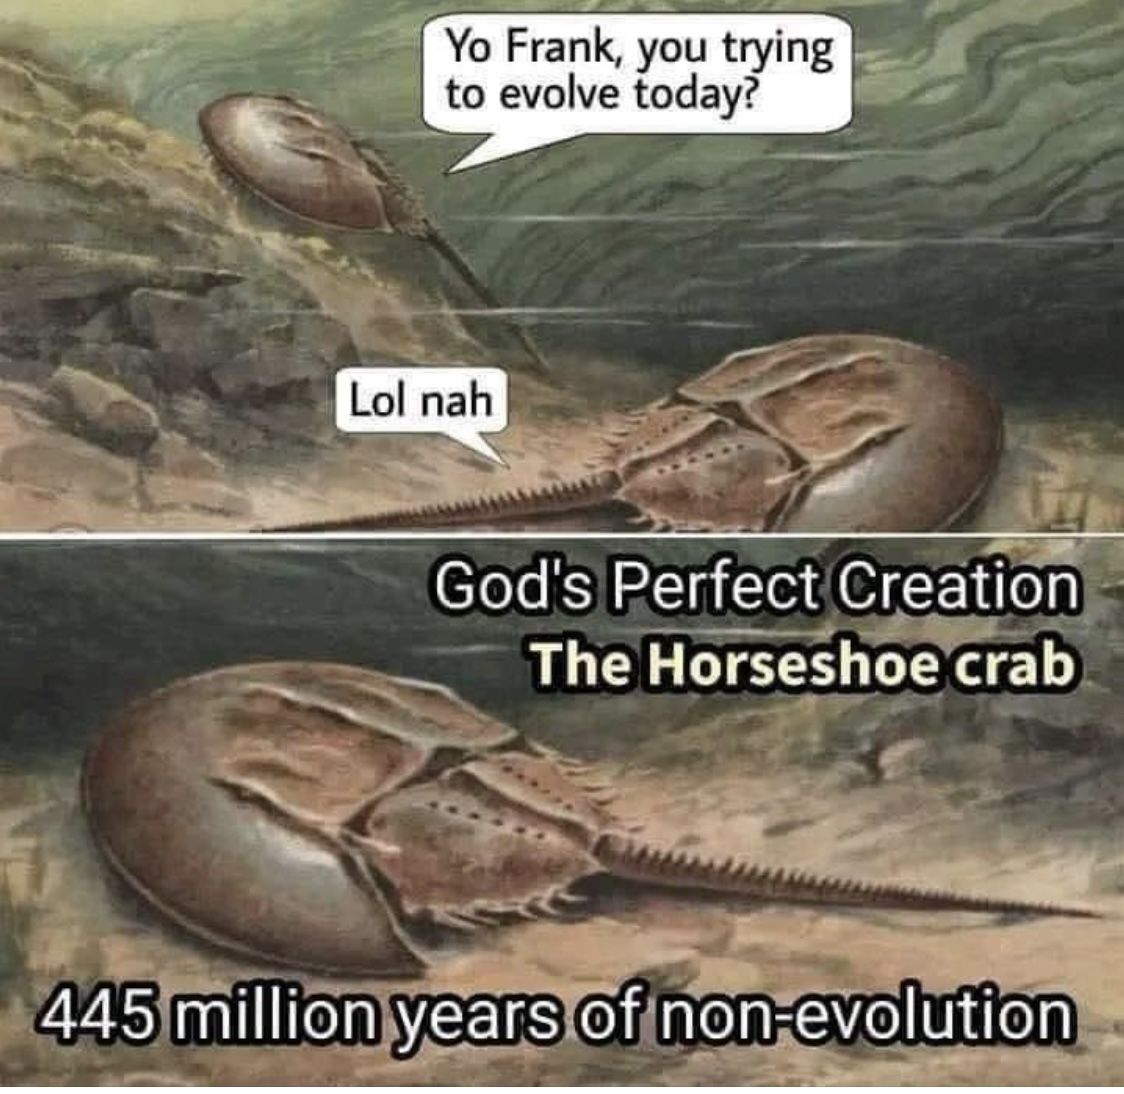 Yo Frank, you trying
to evolve today?
Lol nah
God's Perfect Creation
The Horseshoe crab
445 million years of non-evolution